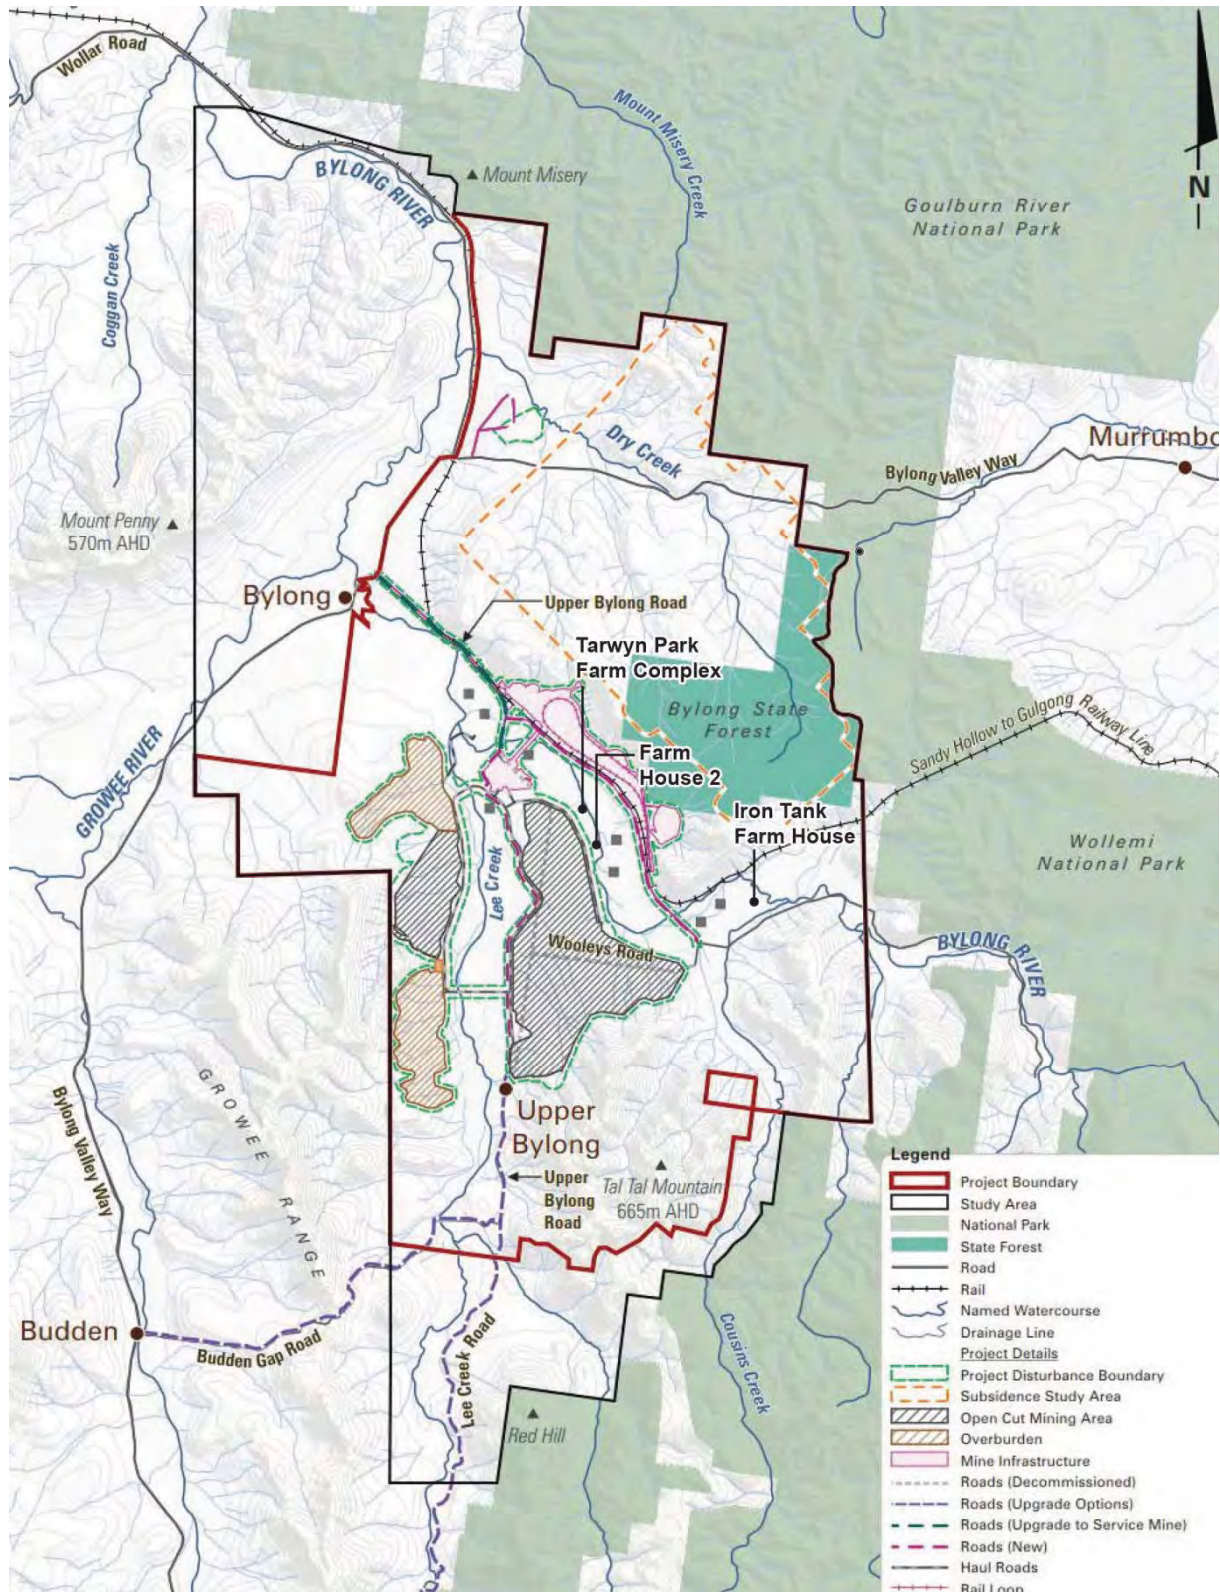 Wollar Road
BYLONG RIVER
Mount Misery
Mount Misery Creek
Goulburn River
National Park
N
Coggan Creek
Dry Creek
Murrumbo
Bylong Valley Way
Mount Penny
570m AHD
Bylong
Upper Bylong Road
Tarwyn Park
Farm Complex
Bylong State
Forest
Sandy Hollow to Gulgong Railway Line
Farm
House 2
Iron Tank
Farm House
GROWEE RIVER
Wollemi
National Park
Lee Creek
Wooleys Road
BYLONG
RIVER
GROWEE RANGE
Bylong Valley Way
Upper
Bylong
Upper
Bylong
Road
Tal Tal Mountain
665m AHD
Budden
Budden Gap Road
Lee Creek Road
Cousins Creek
Red Hill
Legend
Project Boundary
Study Area
National Park
State Forest
Road
Rail
Named Watercourse
Drainage Line
Project Details
Project Disturbance Boundary
Subsidence Study Area
Open Cut Mining Area
Overburden
Mine Infrastructure
Roads (Decommissioned)
Roads (Upgrade Options)
Roads (Upgrade to Service Mine)
Roads (New)
Haul Roads
Rail Loop